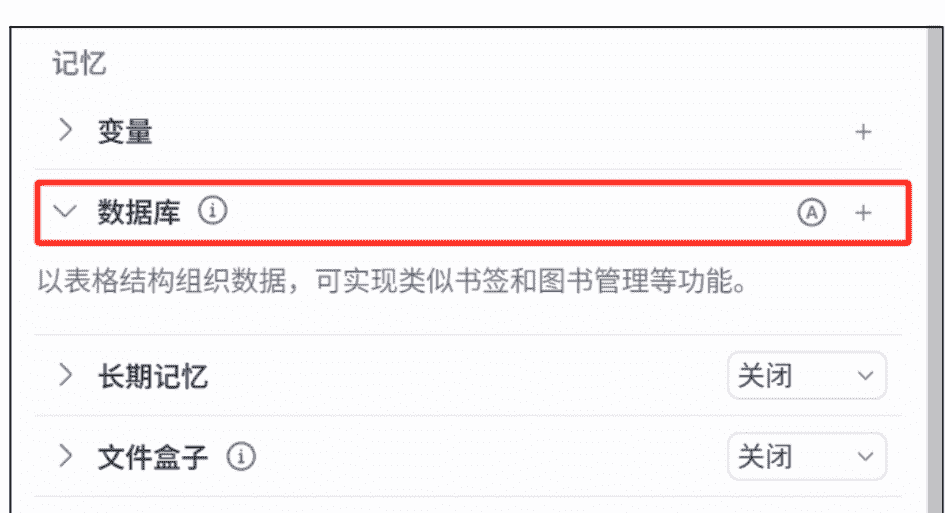 记忆
变量
数据库
A
以表格结构组织数据，可实现类似书签和图书管理等功能。
长期记忆 关闭
文件盒子 关闭